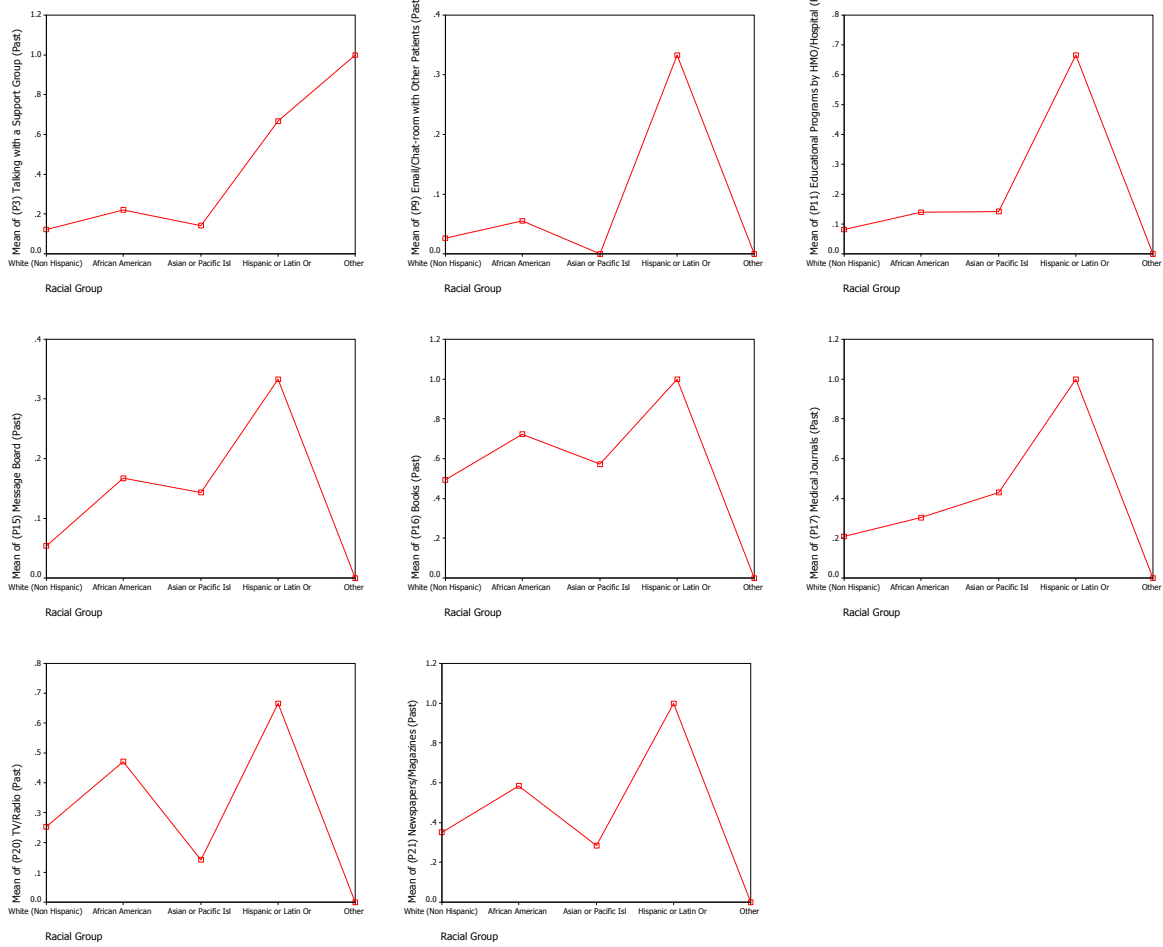 Mean of (P3) Talking with a Support Group (Past)
1.2
1.0
.8
.6
.4
.2
0.0
White (Non Hispanic) African American Asian or Pacific Isl Hispanic or Latin Or Other
Racial Group
Mean of (P9) Email/Chat-room with Other Patients (Past
.4
.3
.2
.1
0.0
White (Non Hispanic) African American Asian or Pacific Isl Hispanic or Latin Or Other
Racial Group
Mean of (P11) Educational Programs by HMO/Hospital (
.8
.7
.6
.5
.4
.3
.2
.1
0.0
White (Non Hispanic) African American Asian or Pacific Isl Hispanic or Latin Or Other
Racial Group
Mean of (P15) Message Board (Past)
.4
.3
.2
.1
0.0
White (Non Hispanic) African American Asian or Pacific Isl Hispanic or Latin Or Other
Racial Group
Mean of (P16) Books (Past)
1.2
1.0
.8
.6
.4
.2
0.0
White (Non Hispanic) African American Asian or Pacific Isl Hispanic or Latin Or Other
Racial Group
Mean of (P17) Medical Journals (Past)
1.2
1.0
.8
.6
.4
.2
0.0
White (Non Hispanic) African American Asian or Pacific Isl Hispanic or Latin Or Other
Racial Group
Mean of (P20) TV/Radio (Past)
.8
.7
.6
.5
.4
.3
.2
.1
0.0
White (Non Hispanic) African American Asian or Pacific Isl Hispanic or Latin Or Other
Racial Group
Mean of (P21) Newspapers/Magazines (Past)
1.2
1.0
.8
.6
.4
.2
0.0
White (Non Hispanic) African American Asian or Pacific Isl Hispanic or Latin Or Other
Racial Group